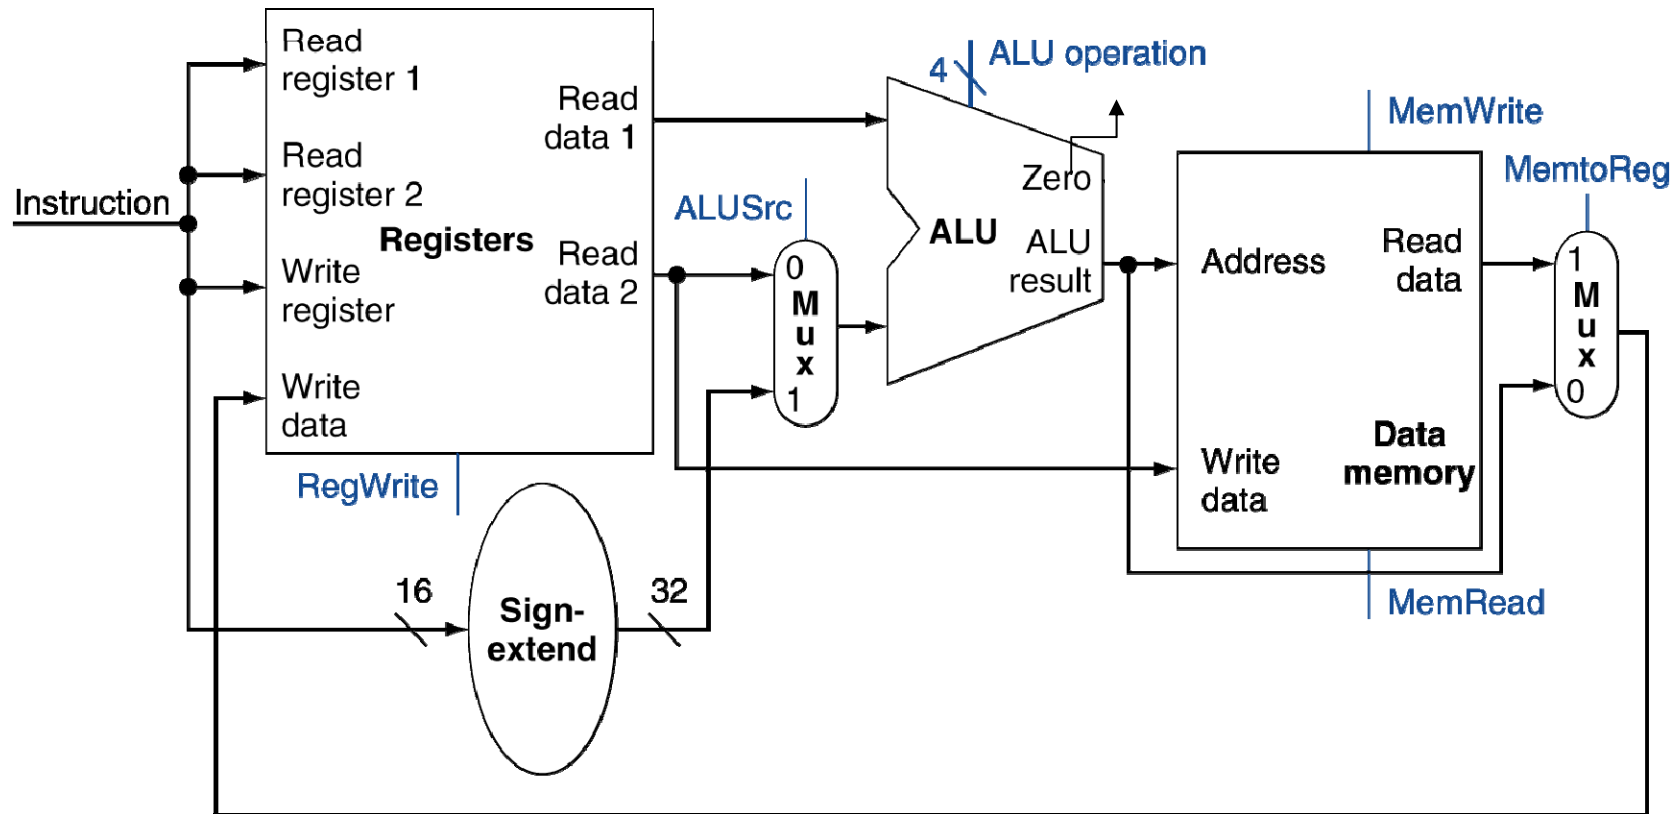 Instruction
Read
register 1
Read
register 2
Registers
Write
register
Write
data
Read
data 1
Read
data 2
RegWrite
16
Sign-
extend
32
ALUSrc
0
M
u
x
1
4
ALU operation
Zero
ALU
ALU
result
MemWrite
Address
Read
data
Write
data
Data
memory
MemRead
MemtoReg
1
M
u
x
0